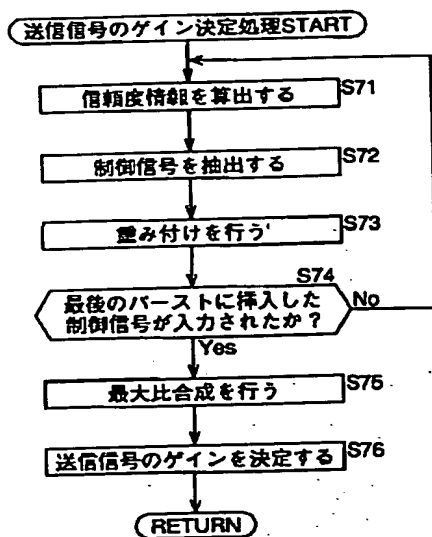 送信信号のゲイン決定処理START
信頼度情報を算出する
S71
制御信号を抽出する
S72
重み付けを行う
S73
S74
最後のバーストに挿入した
制御信号が入力されたか?
No
Yes
最大比合成を行う
S75
送信信号のゲインを決定する
S76
RETURN